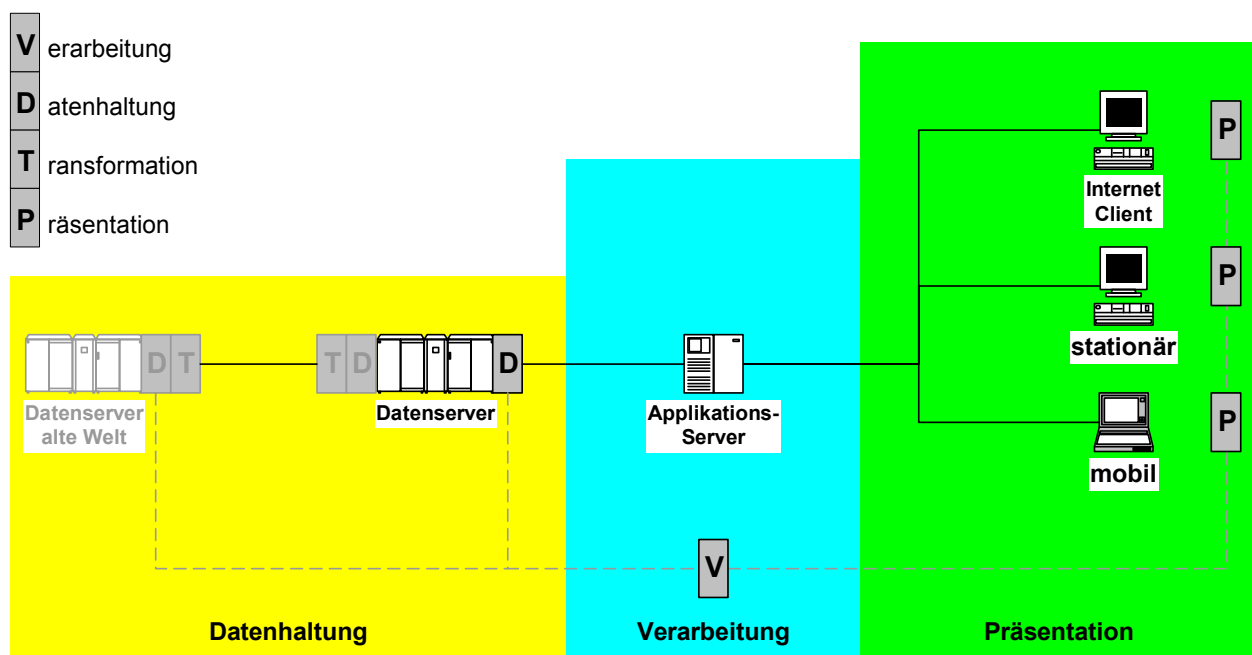 V erarbeitung
D atenhaltung
T ransformation
P räsentation
P
Internet
Client
P
stationär
P
mobil
D T
T D
D
Datenserver
alte Welt
Datenserver
Applikations-
Server
V
Datenhaltung
Verarbeitung
Präsentation